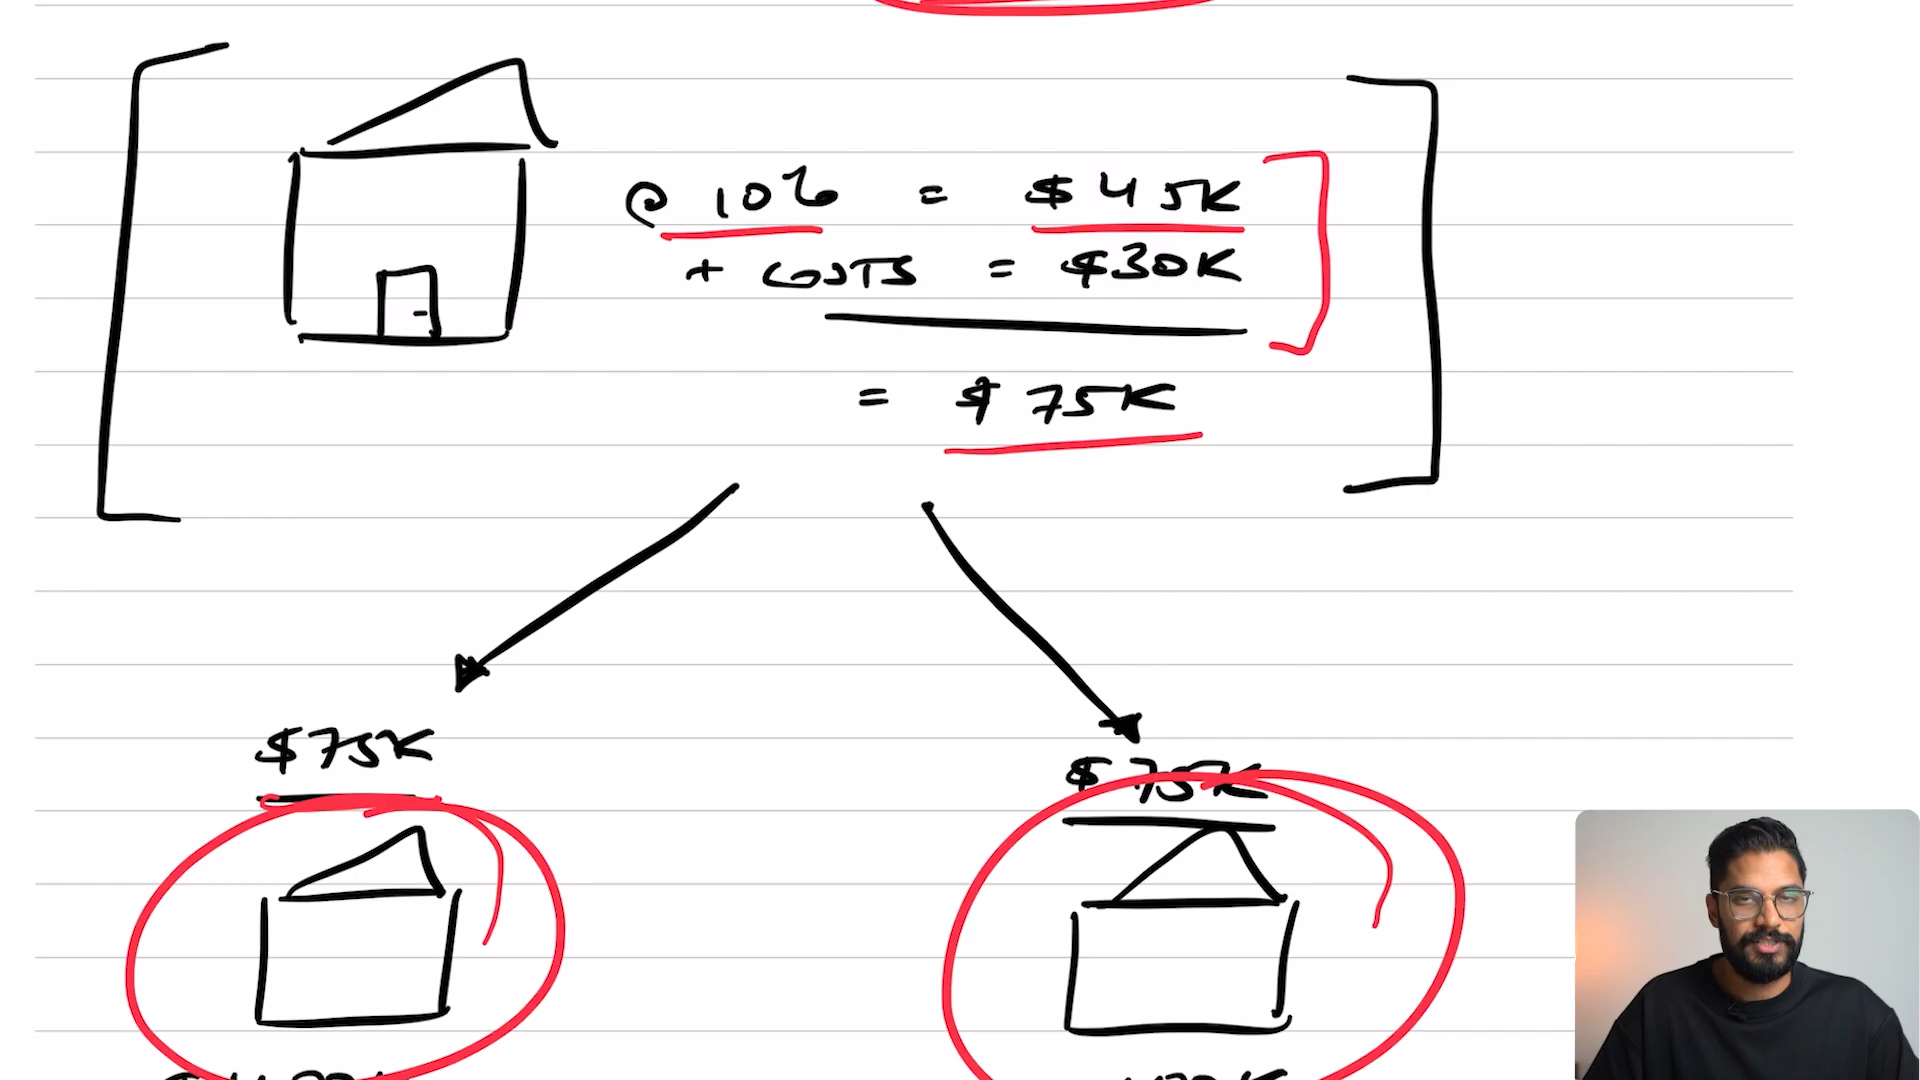 @ 10% = $45K
+ COSTS = $30K
= $75K
$75K
$75K